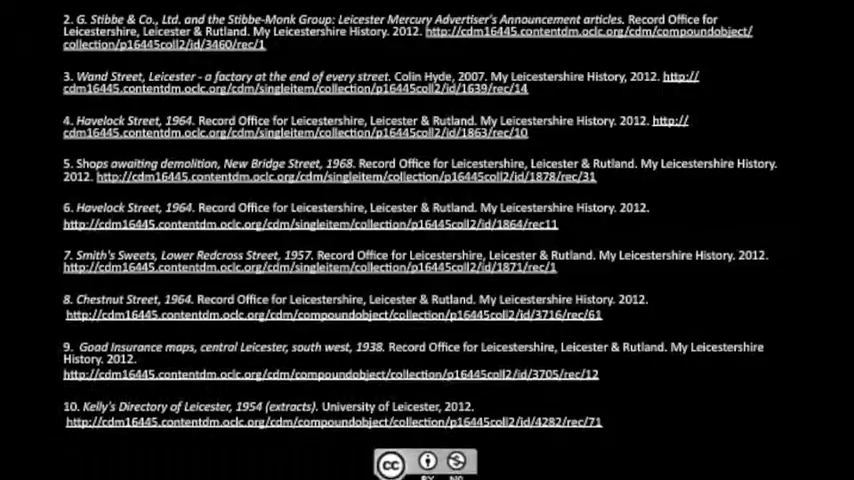 2. G. Stibbe & Co., Ltd. and the Stibbe-Monk Group: Leicester Mercury Advertiser's Announcement articles. Record Office for
Leicestershire, Leicester & Rutland. My Leicestershire History. 2012. http://cdm16445.contentdm.oclc.org/cdm/compoundobject/
collection/p16445coll2/id/3460/rec/1
3. Wand Street, Leicester - a factory at the end of every street. Colin Hyde, 2007. My Leicestershire History, 2012. http://
cdm16445.contentdm.oclc.org/cdm/singleitem/collection/p16445coll2/id/1639/rec/14
4. Havelock Street, 1964. Record Office for Leicestershire, Leicester & Rutland. My Leicestershire History. 2012. http://
cdm16445.contentdm.oclc.org/cdm/singleitem/collection/p16445coll2/id/1863/rec/10
5. Shops awaiting demolition, New Bridge Street, 1968. Record Office for Leicestershire, Leicester & Rutland. My Leicestershire History.
2012. http://cdm16445.contentdm.oclc.org/cdm/singleitem/collection/p16445coll2/id/1878/rec/31
6. Havelock Street, 1964. Record Office for Leicestershire, Leicester & Rutland. My Leicestershire History. 2012.
http://cdm16445.contentdm.oclc.org/cdm/singleitem/collection/p16445coll2/id/1864/rec11
7. Smith's Sweets, Lower Redcross Street, 1957. Record Office for Leicestershire, Leicester & Rutland. My Leicestershire History. 2012.
http://cdm16445.contentdm.oclc.org/cdm/singleitem/collection/p16445coll2/id/1871/rec/1
8. Chestnut Street, 1964. Record Office for Leicestershire, Leicester & Rutland. My Leicestershire History. 2012.
http://cdm16445.contentdm.oclc.org/cdm/compoundobject/collection/p16445coll2/id/3716/rec/61
9. Goad Insurance maps, central Leicester, south west, 1938. Record Office for Leicestershire, Leicester & Rutland. My Leicestershire
History. 2012.
http://cdm16445.contentdm.oclc.org/cdm/compoundobject/collection/p16445coll2/id/3705/rec/12
10. Kelly's Directory of Leicester, 1954 (extracts). University of Leicester, 2012.
http://cdm16445.contentdm.oclc.org/cdm/compoundobject/collection/p16445coll2/id/4282/rec/71
cc
BY NC